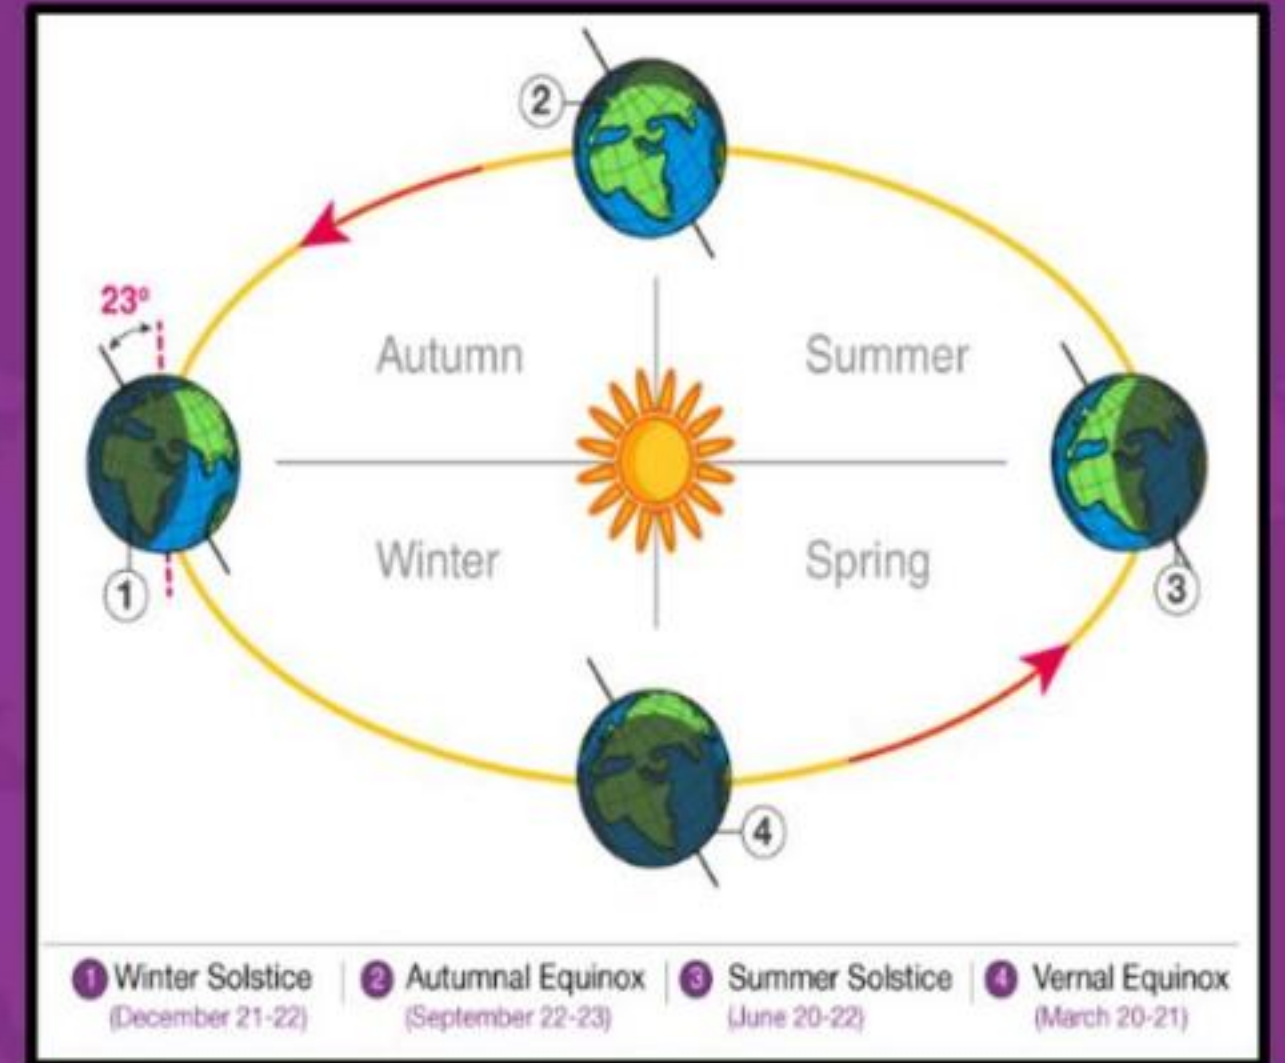 2
23º
Autumn
Summer
Winter
Spring
1
3
4
1 Winter Solstice
(December 21-22)
2 Autumnal Equinox
(September 22-23)
3 Summer Solstice
(June 20-22)
4 Vernal Equinox
(March 20-21)